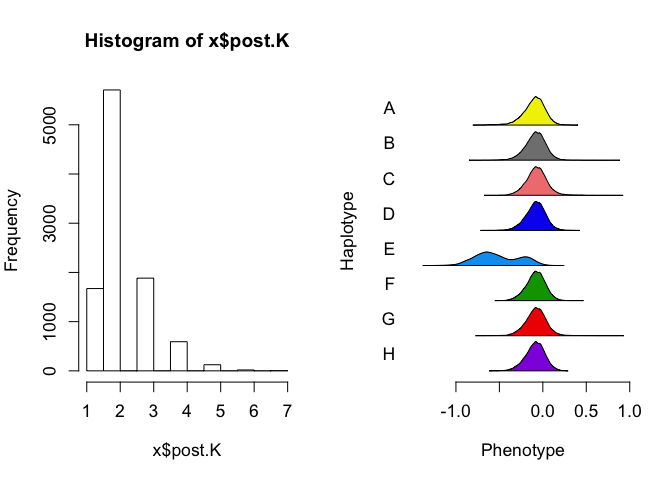 Histogram of x$post.K
Frequency
0
1000
3000
5000
1 2 3 4 5 6 7
x$post.K
Haplotype
A
B
C
D
E
F
G
H
-1.0 0.0 0.5 1.0
Phenotype